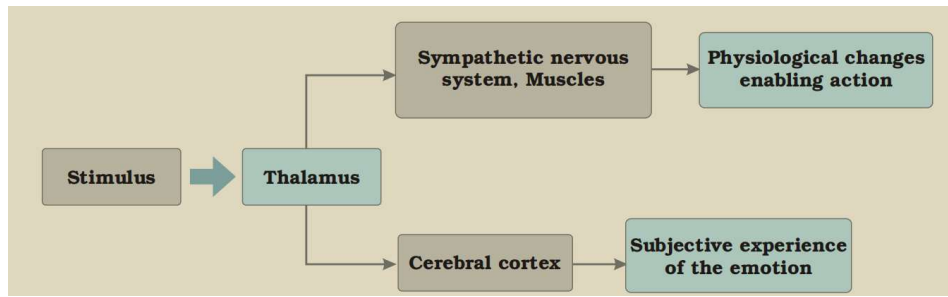 Sympathetic nervous
system, Muscles
Physiological changes
enabling action
Stimulus
Thalamus
Cerebral cortex
Subjective experience
of the emotion